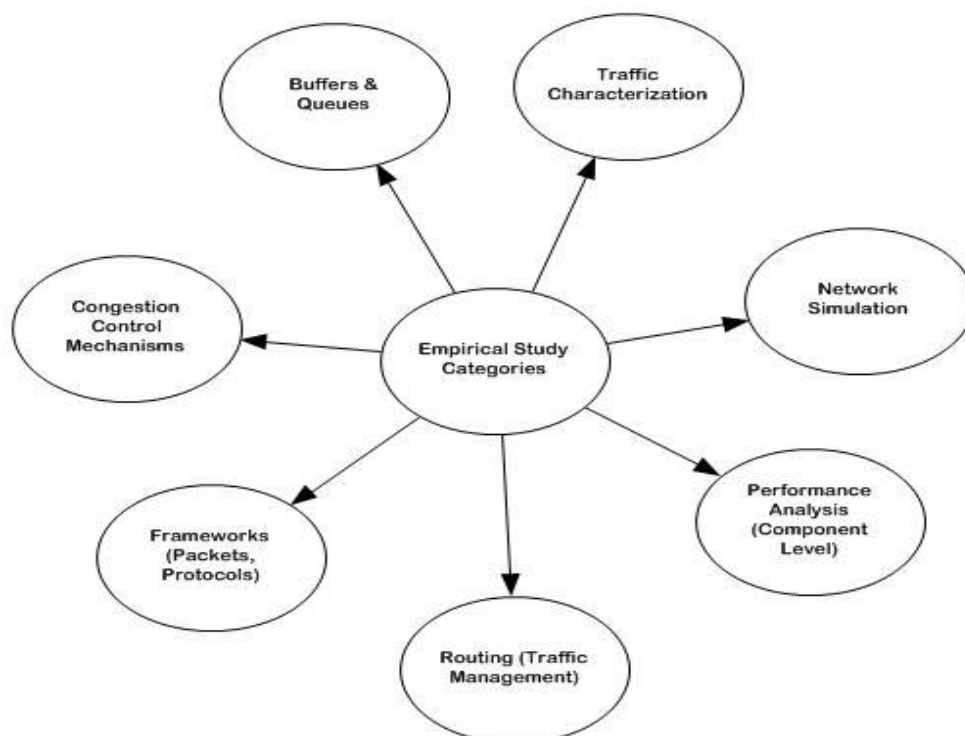 Buffers &
Queues
Traffic
Characterization
Congestion
Control
Mechanisms
Empirical Study
Categories
Network
Simulation
Frameworks
(Packets,
Protocols)
Performance
Analysis
(Component
Level)
Routing (Traffic
Management)